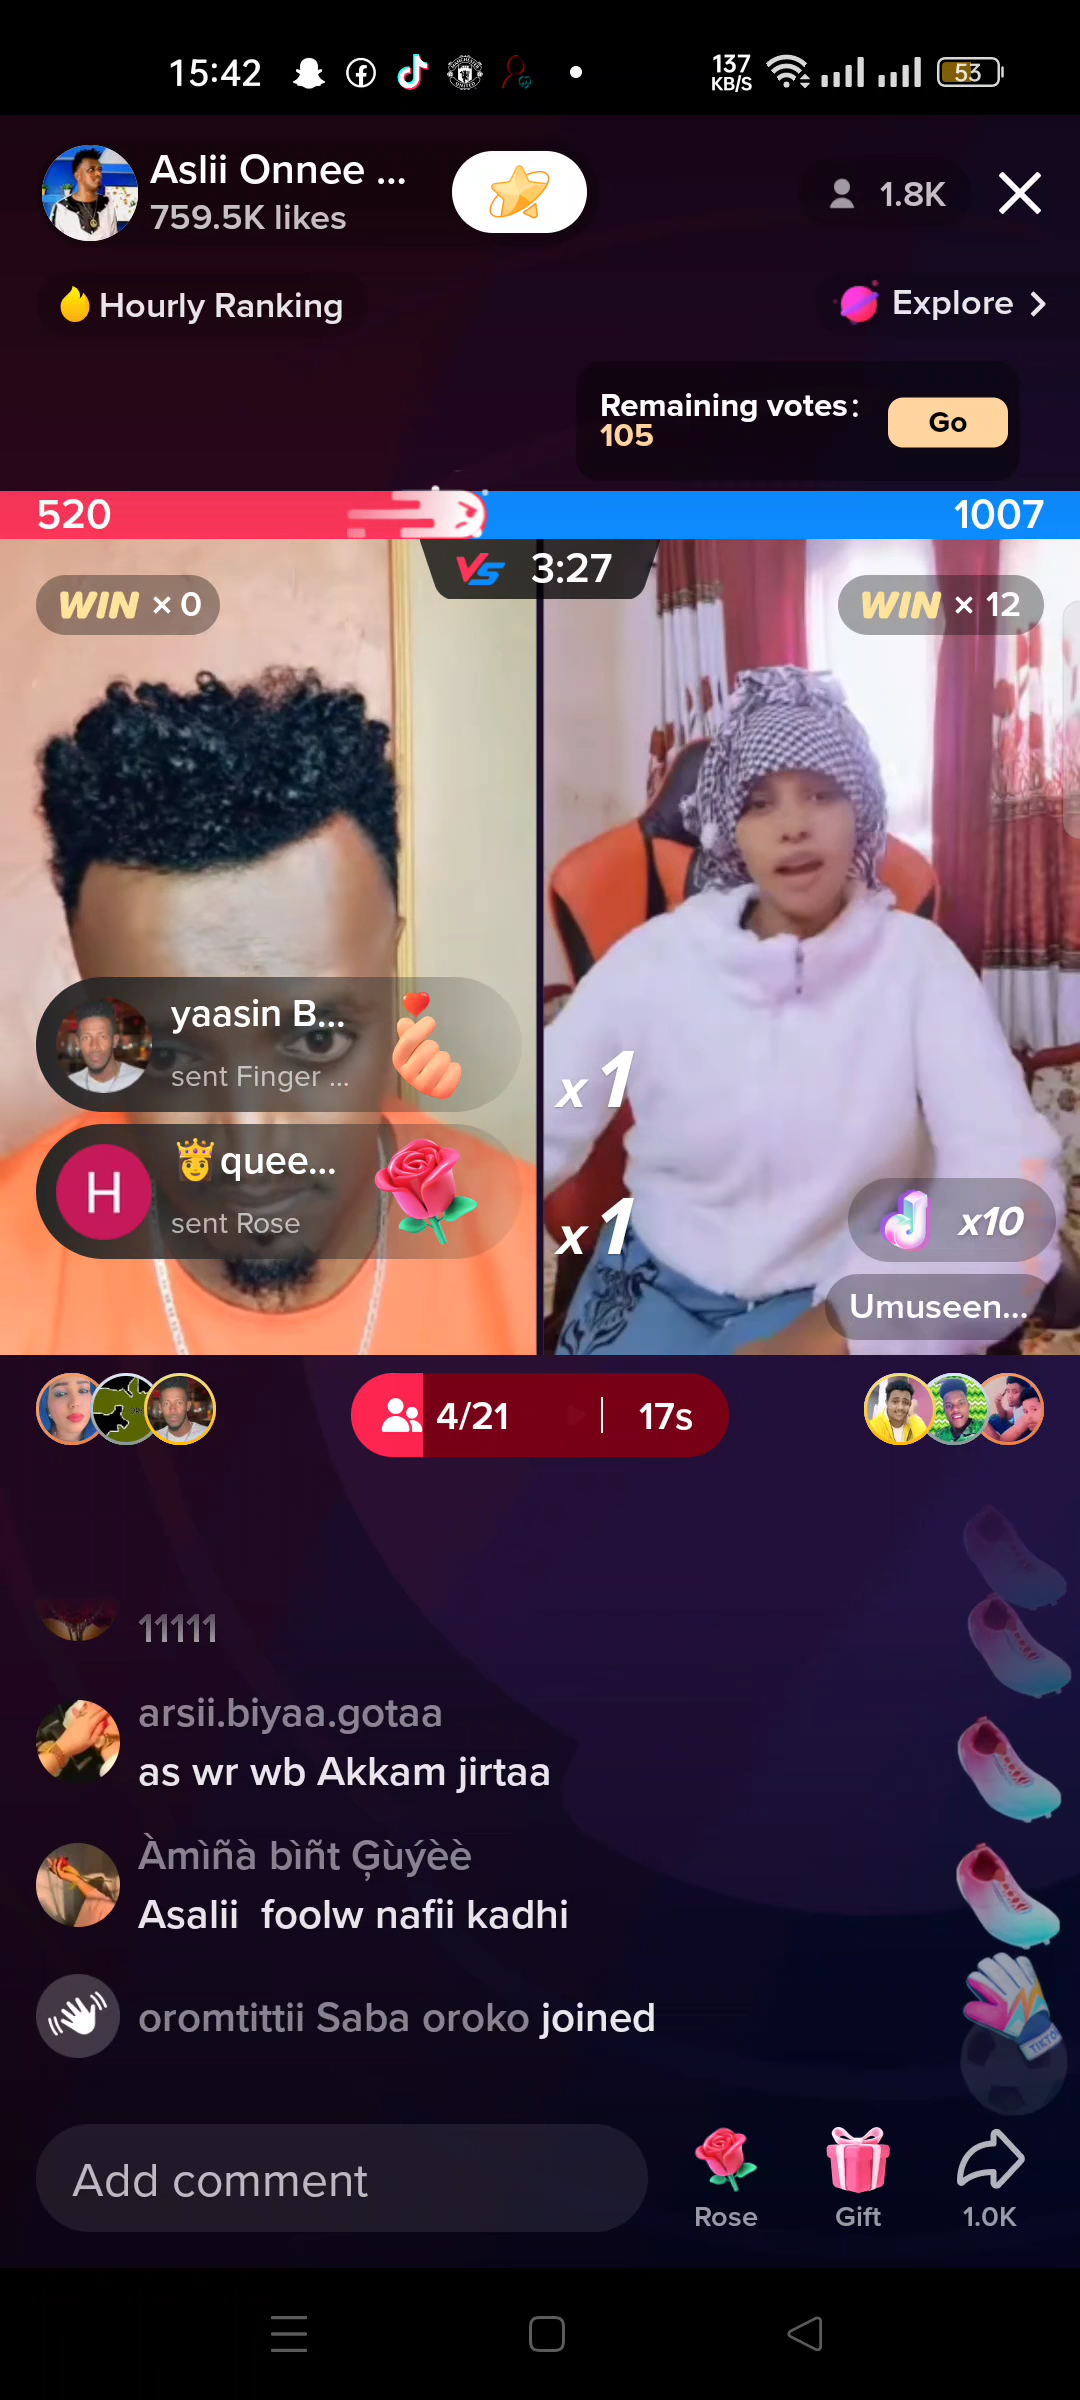 15:42
137
KB/S
53
Aslii Onnee ...
759.5K likes
1.8K
Hourly Ranking
Explore
Remaining votes:
105
Go
520
1007
VS 3:27
WIN × 0
WIN × 12
yaasin B...
sent Finger ...
x 1
H
quee...
sent Rose
x 1
x10
Umuseen...
4/21
17s
11111
arsii.biyaa.gotaa
as wr wb Akkam jirtaa
Àmìñà bìñt Ģùýèè
Asalii foolw nafii kadhi
oromtittii Saba oroko joined
TIKTO
Add comment
Rose
Gift
1.0K